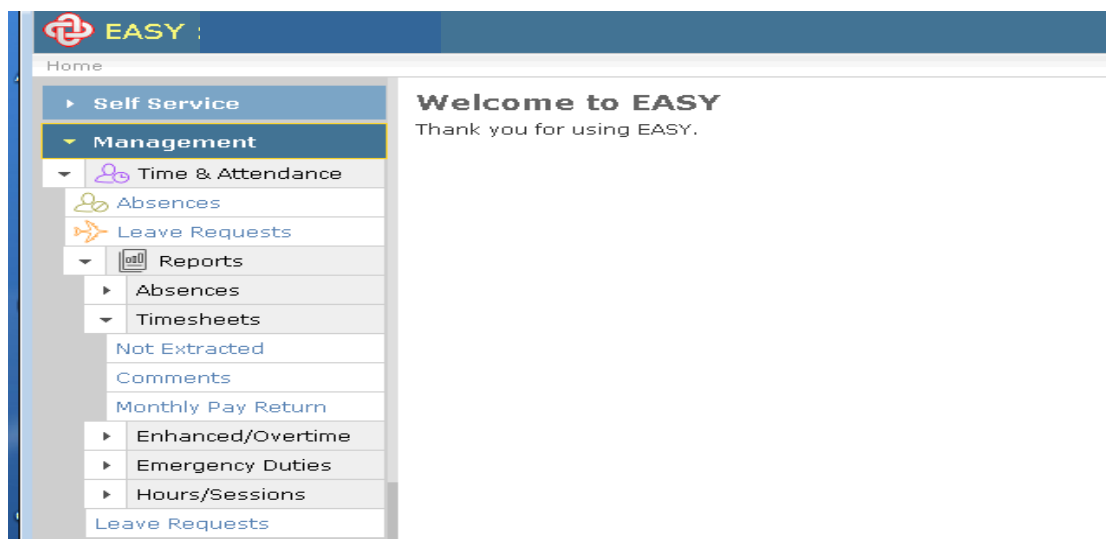 EASY :
Home
Self Service
Management
Time & Attendance
Absences
Leave Requests
Reports
Absences
Timesheets
Not Extracted
Comments
Monthly Pay Return
Enhanced/Overtime
Emergency Duties
Hours/Sessions
Leave Requests
Welcome to EASY
Thank you for using EASY.